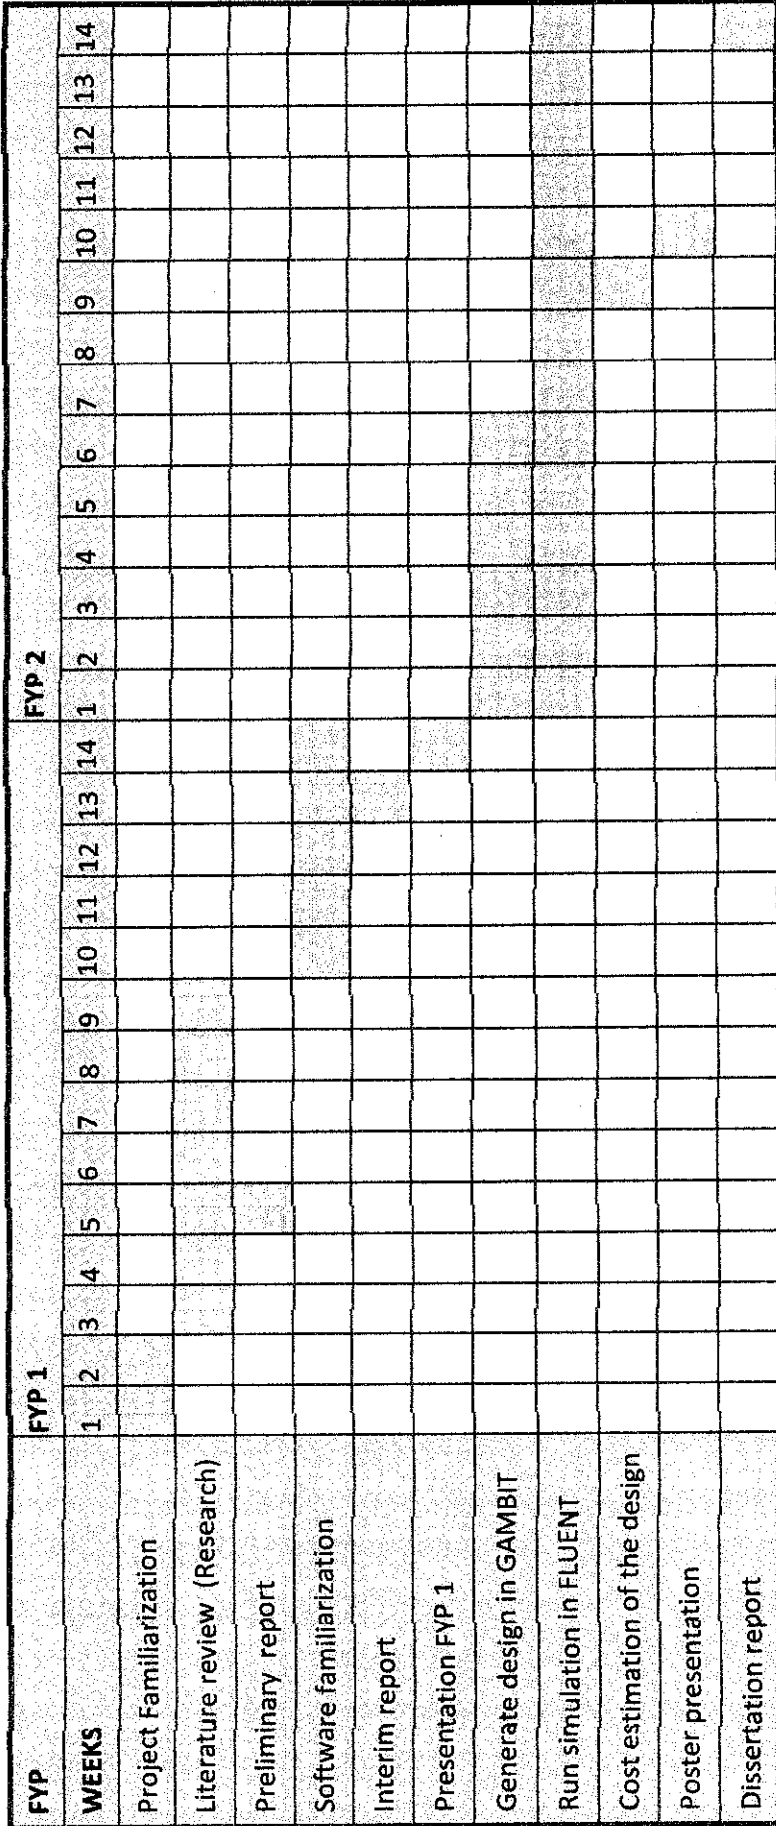 FYP FYP 1 FYP 2
WEEKS 1 2 3 4 5 6 7 8 9 10 11 12 13 14 1 2 3 4 5 6 7 8 9 10 11 12 13 14
Project Familiarization
Literature review (Research)
Preliminary report
Software familiarization
Interim report
Presentation FYP 1
Generate design in GAMBIT
Run simulation in FLUENT
Cost estimation of the design
Poster presentation
Dissertation report